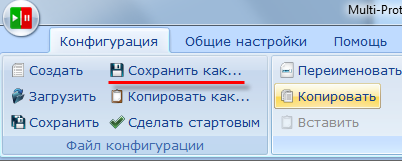 Multi-Prot
Конфигурация Общие настройки Помощь
Создать Сохранить как... Переименовать
Загрузить Копировать как... Копировать
Сохранить Сделать стартовым Вставить
Файл конфигурации